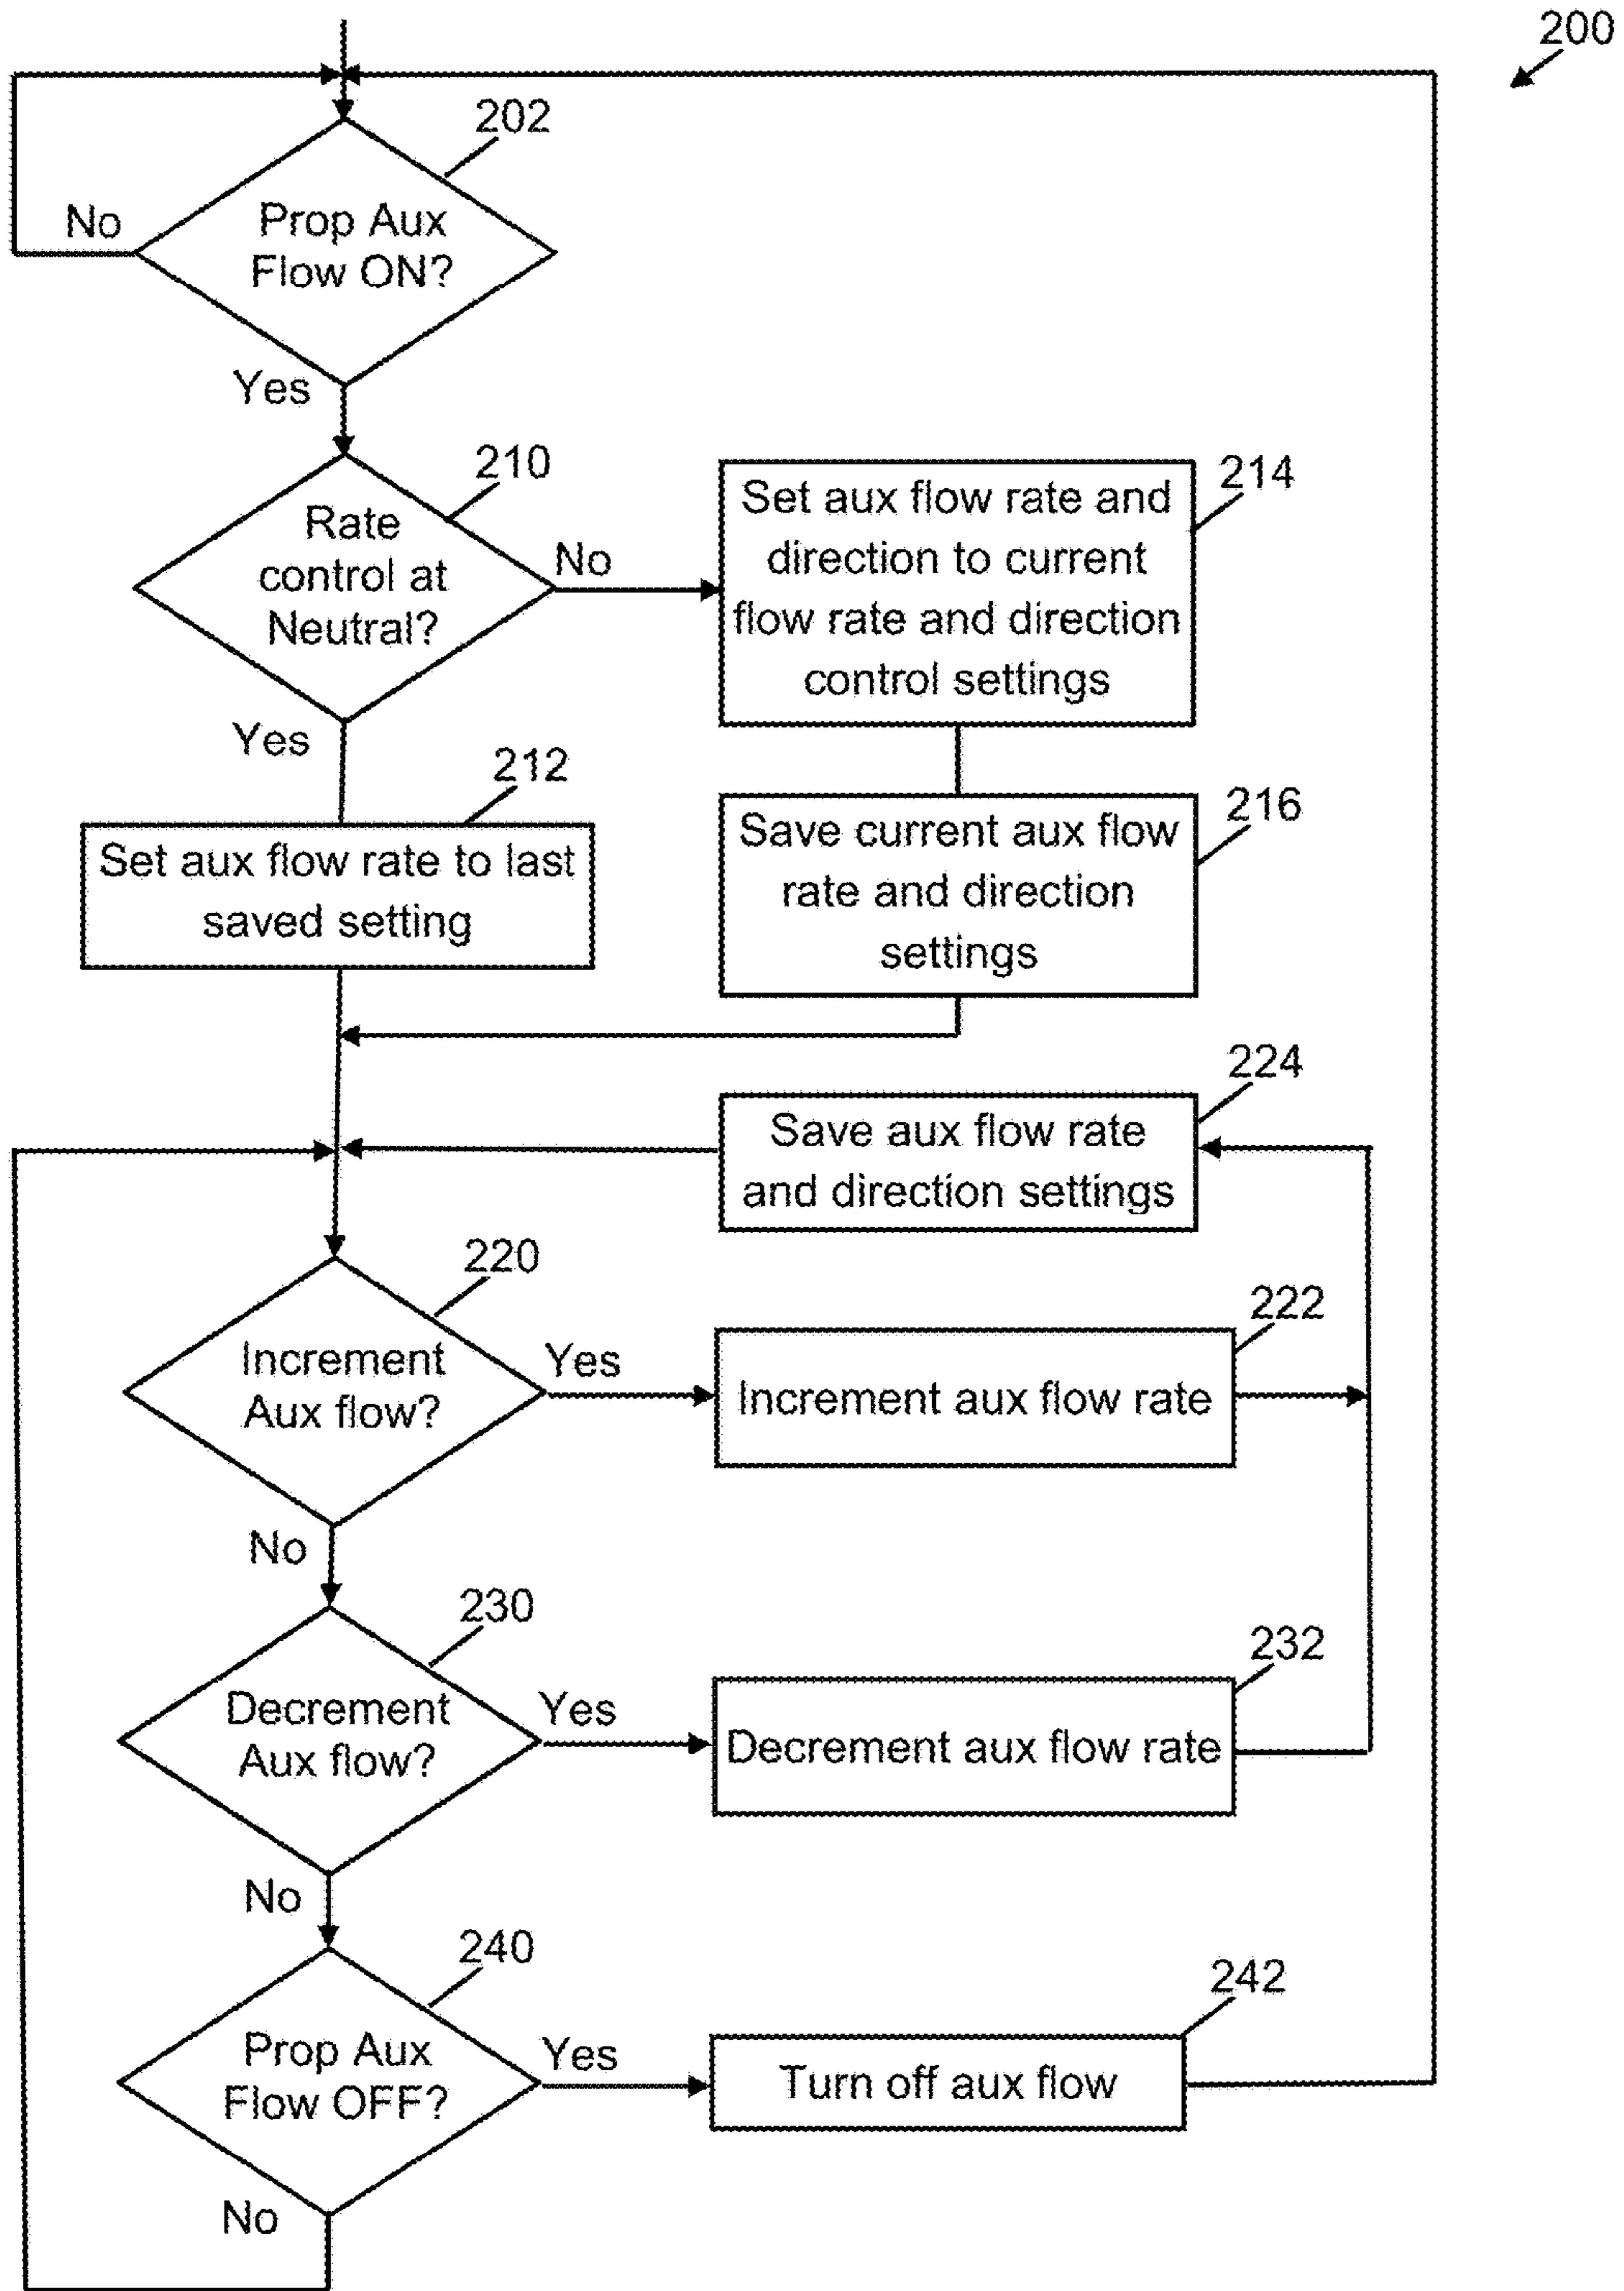 200
202
No
Prop Aux
Flow ON?
Yes
210
Rate
control at
Neutral?
No
214
Set aux flow rate and
direction to current
flow rate and direction
control settings
Yes
212
Set aux flow rate to last
saved setting
216
Save current aux flow
rate and direction
settings
224
Save aux flow rate
and direction settings
220
Increment
Aux flow?
Yes
222
Increment aux flow rate
No
230
Decrement
Aux flow?
Yes
232
Decrement aux flow rate
No
240
Prop Aux
Flow OFF?
Yes
242
Turn off aux flow
No